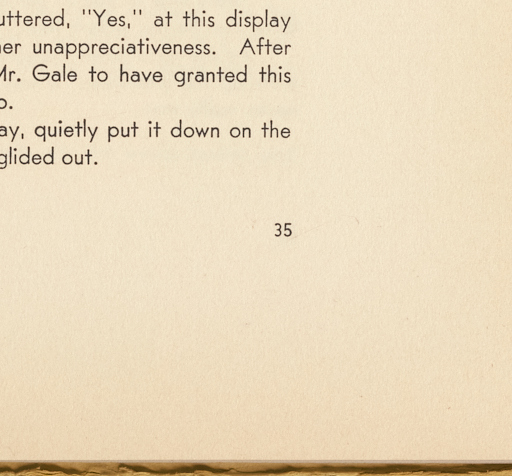 uttered, "Yes," at this display
her unappreciativeness. After
Mr. Gale to have granted this
o.
ay, quietly put it down on the
glided out.
35